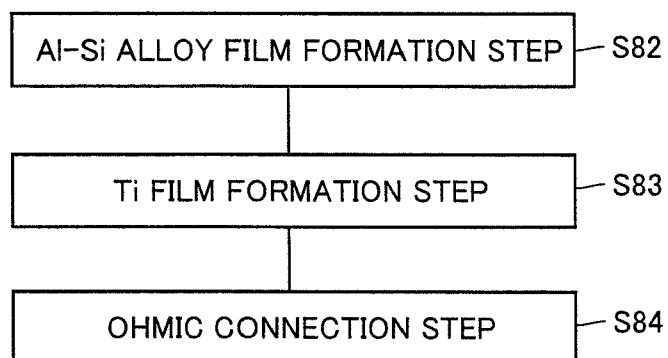 Al-Si ALLOY FILM FORMATION STEP S82
Ti FILM FORMATION STEP S83
OHMIC CONNECTION STEP S84